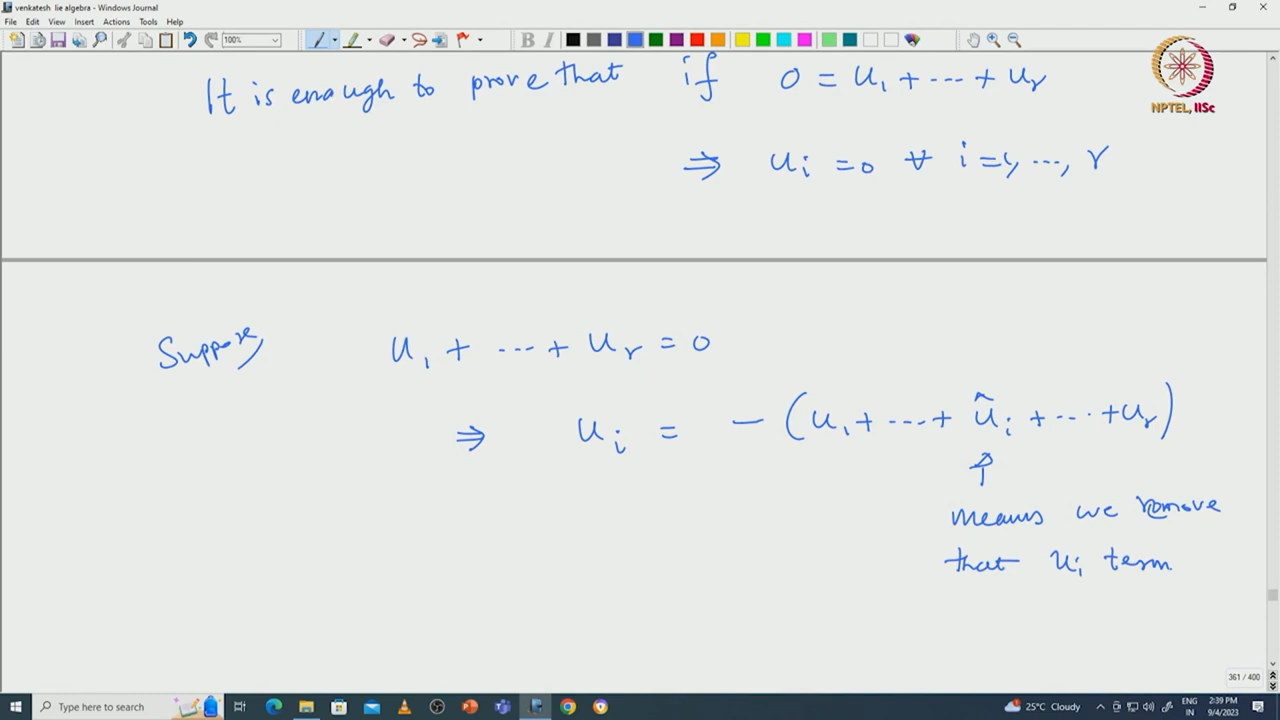 venkatesh lie algebra - Windows Journal
File Edit View Insert Actions Tools Help
100%
B I
It is enough to prove that if 0 = u₁ + ... + uᵣ
NPTEL, IISc
⇒ uᵢ = 0 ∀ i = 1, ..., r
Suppose, u₁ + ... + uᵣ = 0
⇒ uᵢ = - (u₁ + ... + ûᵢ + ... + uᵣ)
↑
means we remove
that uᵢ term
361 / 400
Type here to search
25°C Cloudy
ENG
IN
2:39 PM
9/4/2023